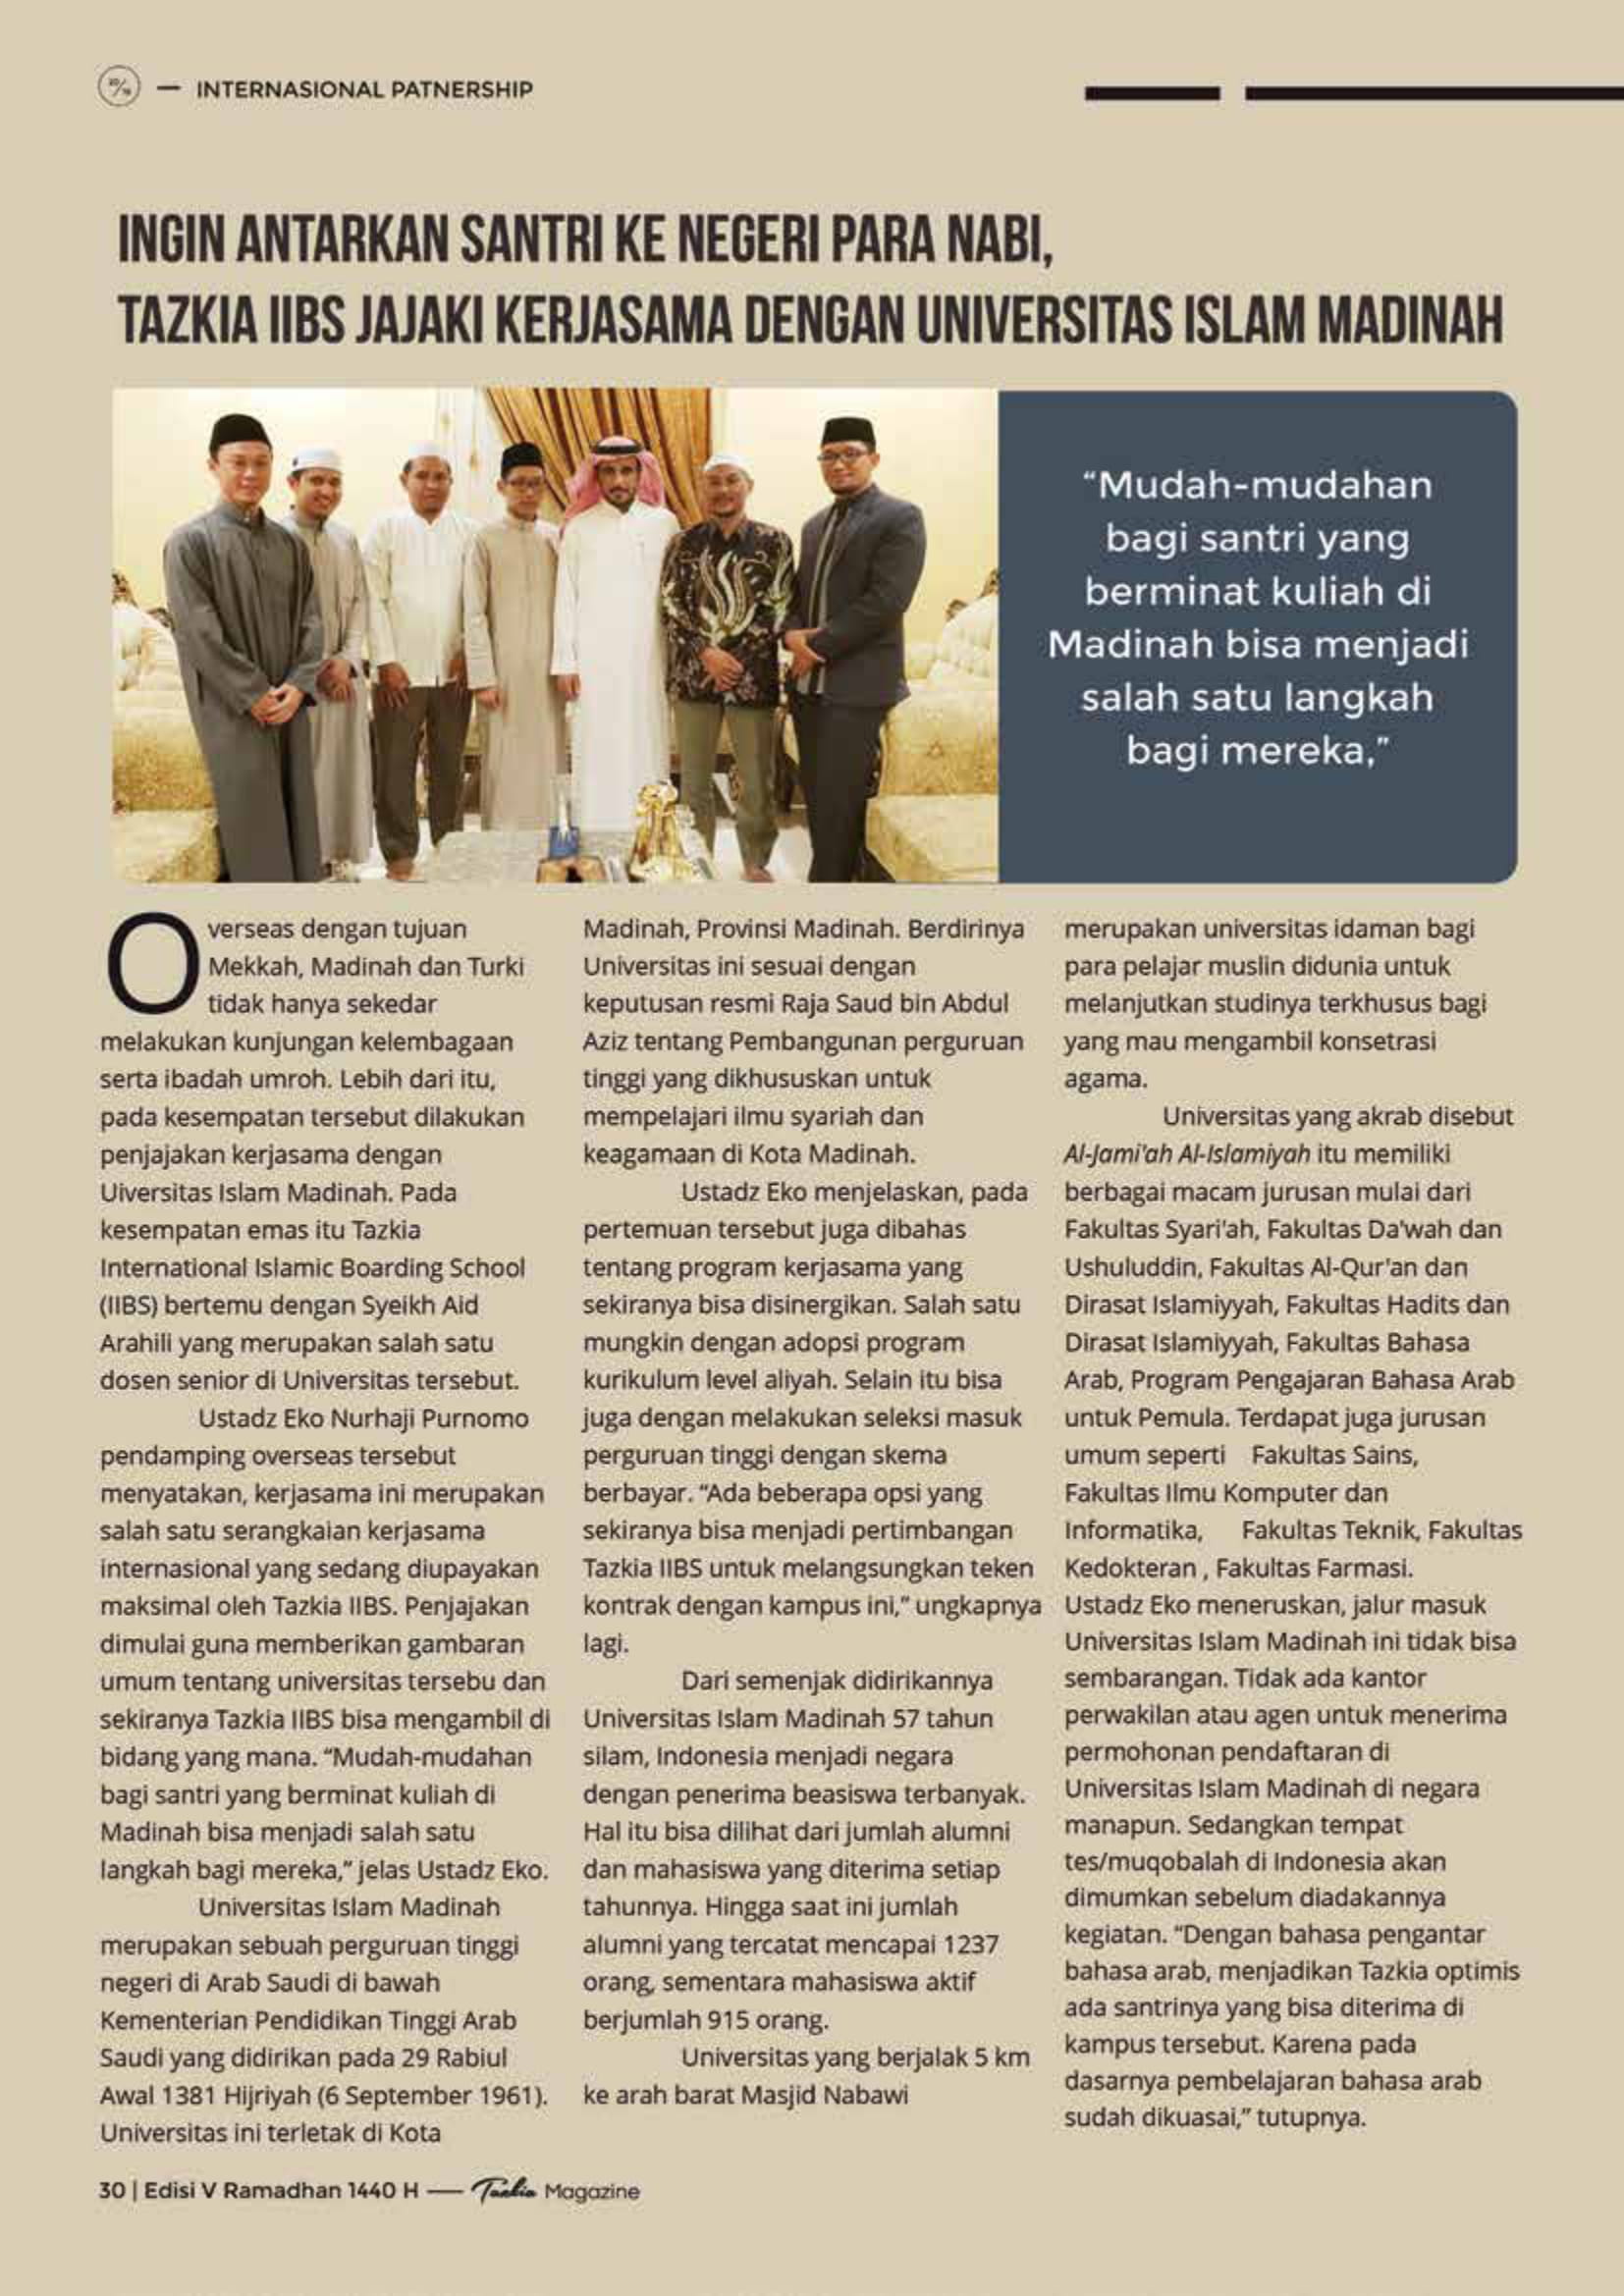 INTERNASIONAL PATNERSHIP
INGIN ANTARKAN SANTRI KE NEGERI PARA NABI,
TAZKIA IIBS JAJAKI KERJASAMA DENGAN UNIVERSITAS ISLAM MADINAH
“Mudah-mudahan
bagi santri yang
berminat kuliah di
Madinah bisa menjadi
salah satu langkah
bagi mereka,”
Overseas dengan tujuan
Mekkah, Madinah dan Turki
tidak hanya sekedar
melakukan kunjungan kelembagaan
serta ibadah umroh. Lebih dari itu,
pada kesempatan tersebut dilakukan
penjajakan kerjasama dengan
Uiversitas Islam Madinah. Pada
kesempatan emas itu Tazkia
International Islamic Boarding School
(IIBS) bertemu dengan Syeikh Aid
Arahili yang merupakan salah satu
dosen senior di Universitas tersebut.
Ustadz Eko Nurhaji Purnomo
pendamping overseas tersebut
menyatakan, kerjasama ini merupakan
salah satu serangkaian kerjasama
internasional yang sedang diupayakan
maksimal oleh Tazkia IIBS. Penjajakan
dimulai guna memberikan gambaran
umum tentang universitas tersebu dan
sekiranya Tazkia IIBS bisa mengambil di
bidang yang mana. “Mudah-mudahan
bagi santri yang berminat kuliah di
Madinah bisa menjadi salah satu
langkah bagi mereka,” jelas Ustadz Eko.
Universitas Islam Madinah
merupakan sebuah perguruan tinggi
negeri di Arab Saudi di bawah
Kementerian Pendidikan Tinggi Arab
Saudi yang didirikan pada 29 Rabiul
Awal 1381 Hijriyah (6 September 1961).
Universitas ini terletak di Kota
Madinah, Provinsi Madinah. Berdirinya
Universitas ini sesuai dengan
keputusan resmi Raja Saud bin Abdul
Aziz tentang Pembangunan perguruan
tinggi yang dikhususkan untuk
mempelajari ilmu syariah dan
keagamaan di Kota Madinah.
Ustadz Eko menjelaskan, pada
pertemuan tersebut juga dibahas
tentang program kerjasama yang
sekiranya bisa disinergikan. Salah satu
mungkin dengan adopsi program
kurikulum level aliyah. Selain itu bisa
juga dengan melakukan seleksi masuk
perguruan tinggi dengan skema
berbayar. “Ada beberapa opsi yang
sekiranya bisa menjadi pertimbangan
Tazkia IIBS untuk melangsungkan teken
kontrak dengan kampus ini,” ungkapnya
lagi.
Dari semenjak didirikannya
Universitas Islam Madinah 57 tahun
silam, Indonesia menjadi negara
dengan penerima beasiswa terbanyak.
Hal itu bisa dilihat dari jumlah alumni
dan mahasiswa yang diterima setiap
tahunnya. Hingga saat ini jumlah
alumni yang tercatat mencapai 1237
orang, sementara mahasiswa aktif
berjumlah 915 orang.
Universitas yang berjalak 5 km
ke arah barat Masjid Nabawi
merupakan universitas idaman bagi
para pelajar muslin didunia untuk
melanjutkan studinya terkhusus bagi
yang mau mengambil konsetrasi
agama.
Universitas yang akrab disebut
Al-Jami'ah Al-Islamiyah itu memiliki
berbagai macam jurusan mulai dari
Fakultas Syari'ah, Fakultas Da'wah dan
Ushuluddin, Fakultas Al-Qur'an dan
Dirasat Islamiyyah, Fakultas Hadits dan
Dirasat Islamiyyah, Fakultas Bahasa
Arab, Program Pengajaran Bahasa Arab
untuk Pemula. Terdapat juga jurusan
umum seperti Fakultas Sains,
Fakultas Ilmu Komputer dan
Informatika, Fakultas Teknik, Fakultas
Kedokteran , Fakultas Farmasi.
Ustadz Eko meneruskan, jalur masuk
Universitas Islam Madinah ini tidak bisa
sembarangan. Tidak ada kantor
perwakilan atau agen untuk menerima
permohonan pendaftaran di
Universitas Islam Madinah di negara
manapun. Sedangkan tempat
tes/muqobalah di Indonesia akan
dimumkan sebelum diadakannya
kegiatan. “Dengan bahasa pengantar
bahasa arab, menjadikan Tazkia optimis
ada santrinya yang bisa diterima di
kampus tersebut. Karena pada
dasarnya pembelajaran bahasa arab
sudah dikuasai,” tutupnya.
30 | Edisi V Ramadhan 1440 H — Tazkia Magazine